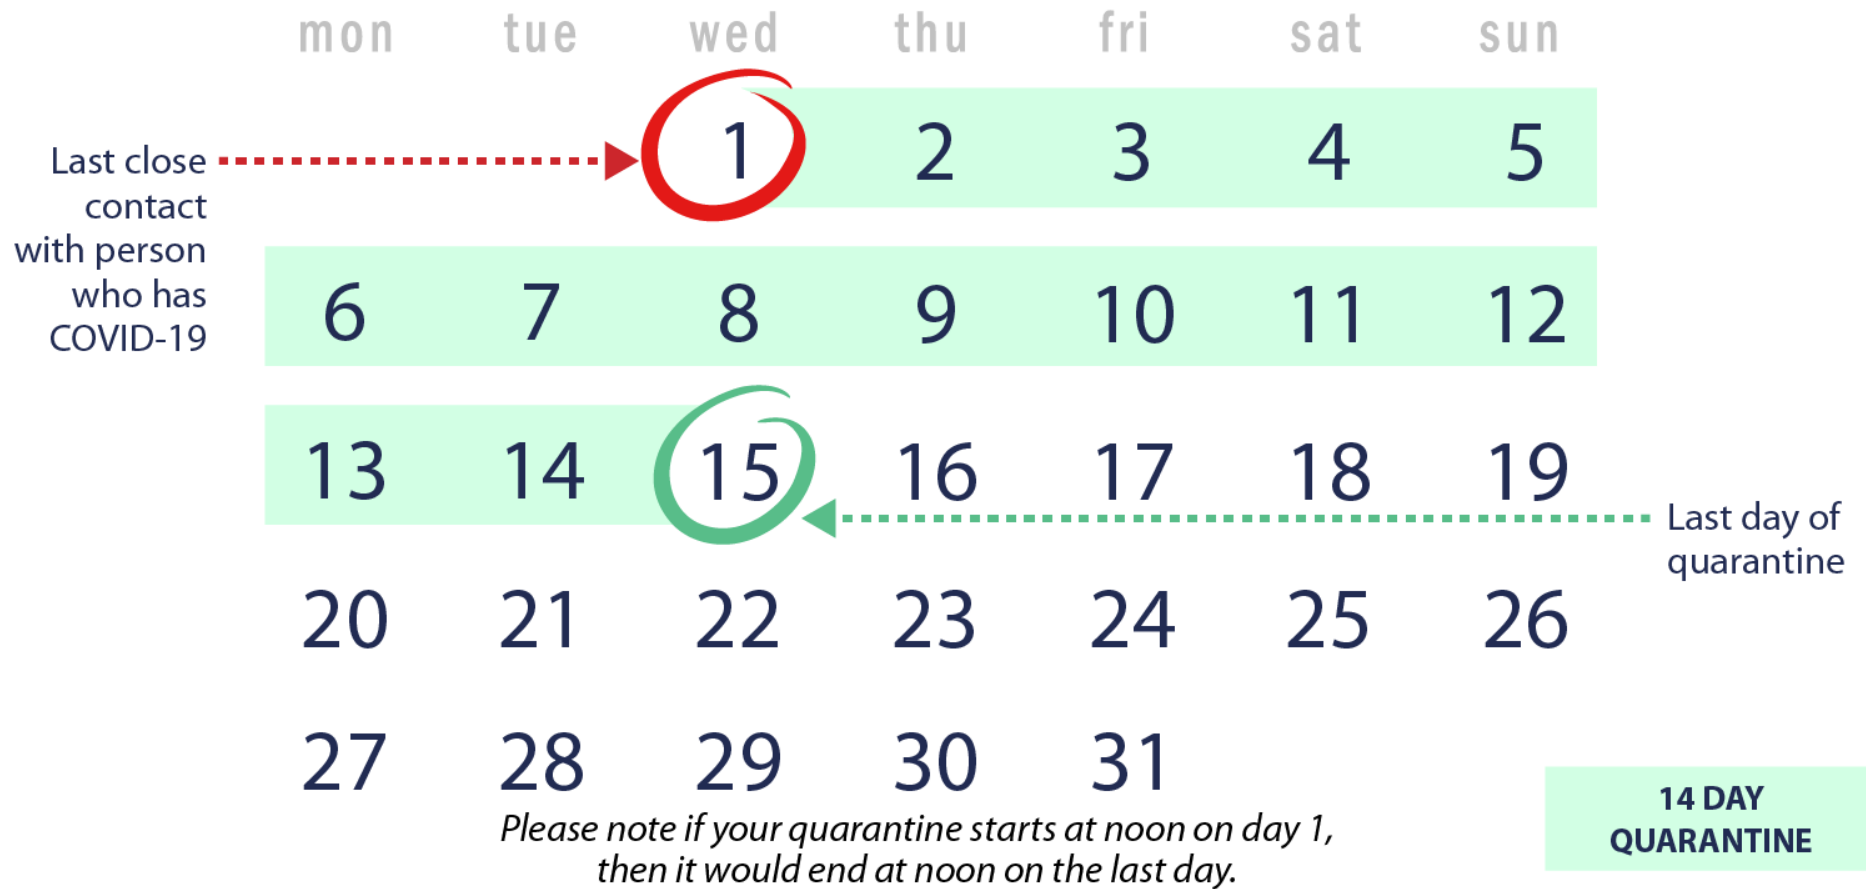 mon tue wed thu fri sat sun
1 2 3 4 5
Last close
contact
with person
who has
COVID-19
6 7 8 9 10 11 12
13 14 15 16 17 18 19
Last day of
quarantine
20 21 22 23 24 25 26
27 28 29 30 31
Please note if your quarantine starts at noon on day 1,
then it would end at noon on the last day.
14 DAY
QUARANTINE